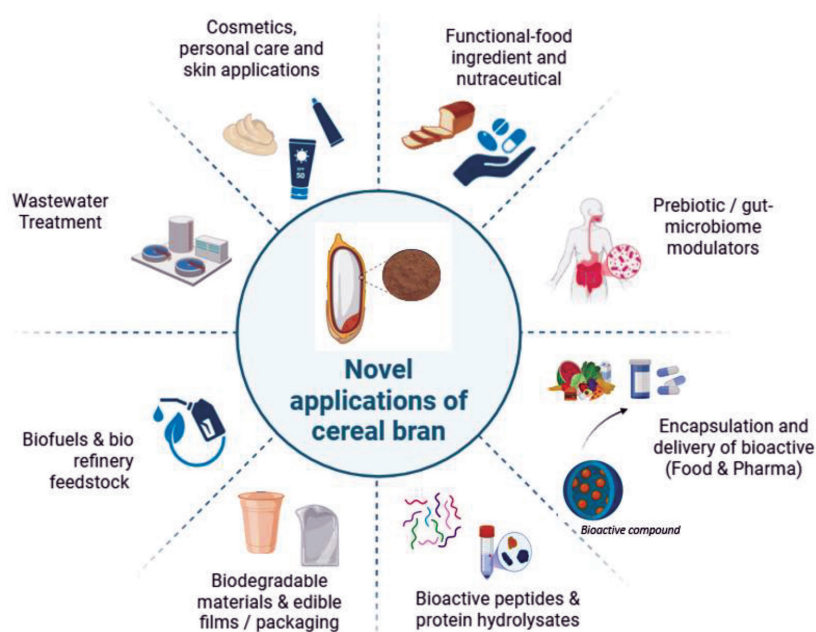 Cosmetics,
personal care and
skin applications
Functional-food
ingredient and
nutraceutical
Wastewater
Treatment
Prebiotic / gut-
microbiome
modulators
50
Novel
applications of
cereal bran
Biofuels & bio
refinery
feedstock
Encapsulation and
delivery of bioactive
(Food & Pharma)
Bioactive compound
Biodegradable
materials & edible
films / packaging
Bioactive peptides &
protein hydrolysates